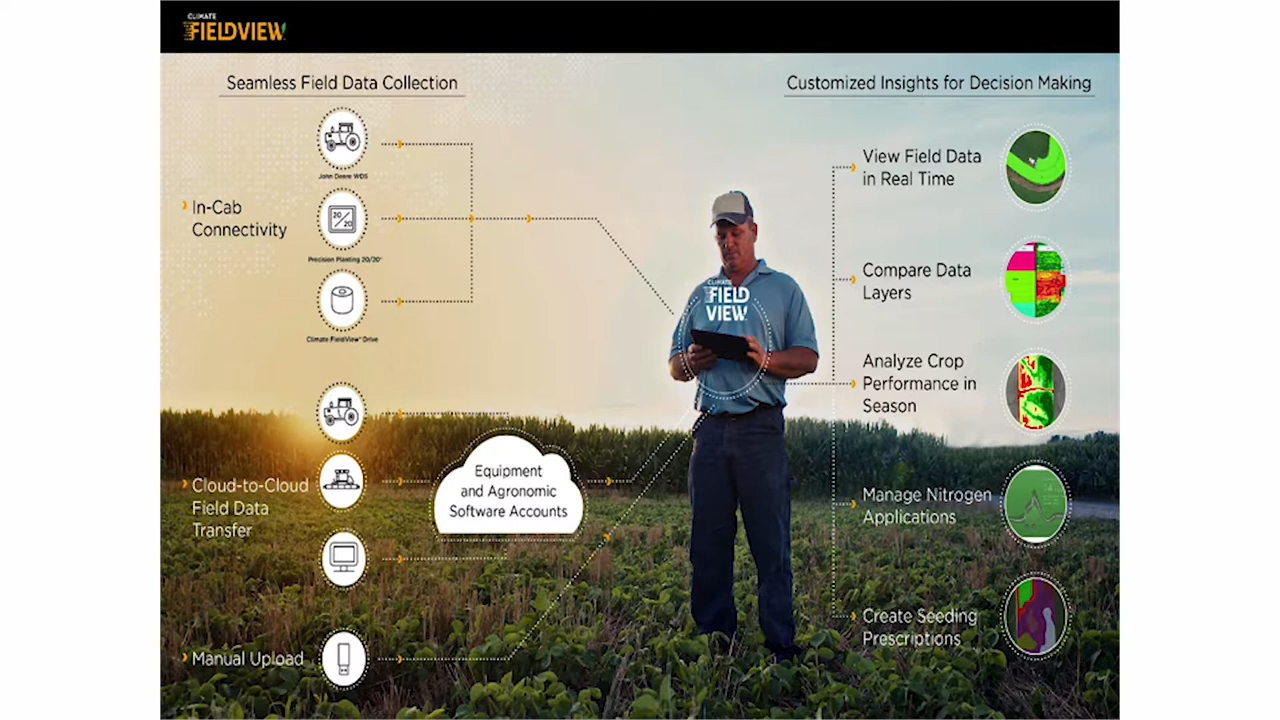 CLIMATE
FIELDVIEW
Seamless Field Data Collection
John Deere WDS
In-Cab
Connectivity
20/20
Precision Planting 20/20®
Climate FieldView™ Drive
Cloud-to-Cloud
Field Data
Transfer
Equipment
and Agronomic
Software Accounts
Manual Upload
CLIMATE
FIELD
VIEW
Customized Insights for Decision Making
View Field Data
in Real Time
Compare Data
Layers
Analyze Crop
Performance in
Season
Manage Nitrogen
Applications
Create Seeding
Prescriptions